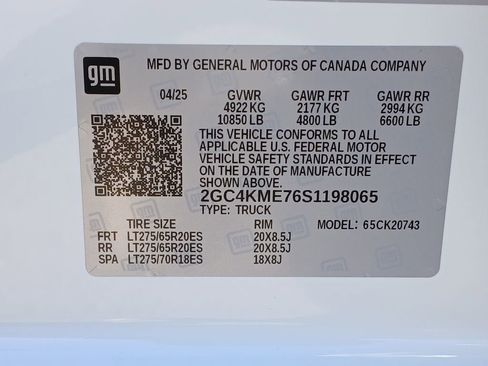 gm
MFD BY GENERAL MOTORS OF CANADA COMPANY
04/25 GVWR GAWR FRT GAWR RR
4922 KG 2177 KG 2994 KG
10850 LB 4800 LB 6600 LB
THIS VEHICLE CONFORMS TO ALL
APPLICABLE U.S. FEDERAL MOTOR
VEHICLE SAFETY STANDARDS IN EFFECT
ON THE DATE OF MANUFACTURE
SHOWN ABOVE.
2GC4KME76S1198065
TYPE: TRUCK
TIRE SIZE RIM MODEL: 65CK20743
FRT LT275/65R20ES 20X8.5J
RR LT275/65R20ES 20X8.5J
SPA LT275/70R18ES 18X8J